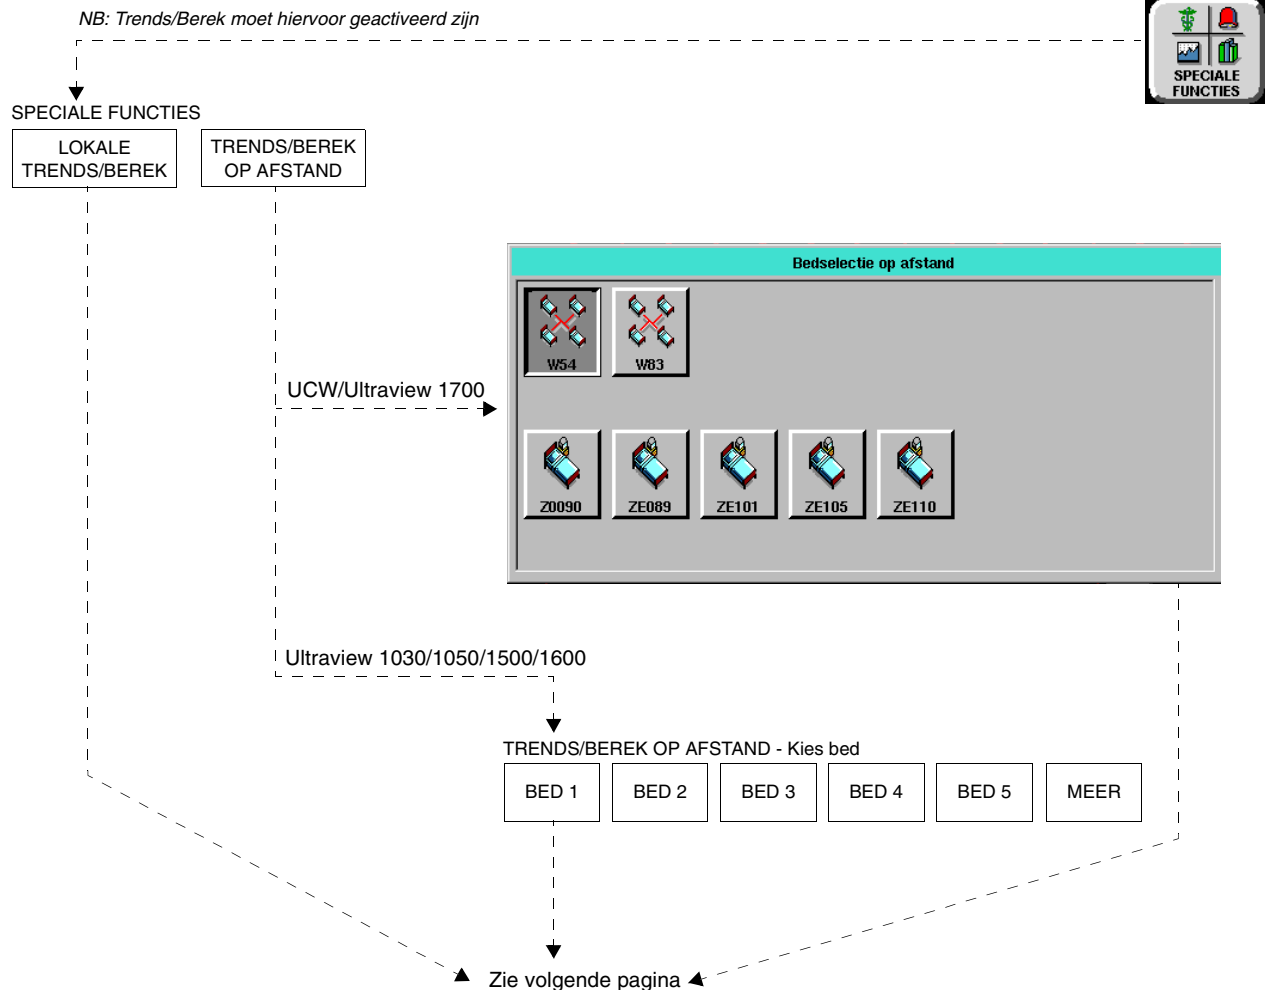 NB: Trends/Berek moet hiervoor geactiveerd zijn
SPECIALE
FUNCTIES
SPECIALE FUNCTIES
LOKALE
TRENDS/BEREK
TRENDS/BEREK
OP AFSTAND
Bedselectie op afstand
W54
W83
UCW/Ultraview 1700
Z0090
ZE089
ZE101
ZE105
ZE110
Ultraview 1030/1050/1500/1600
TRENDS/BEREK OP AFSTAND - Kies bed
BED 1
BED 2
BED 3
BED 4
BED 5
MEER
Zie volgende pagina